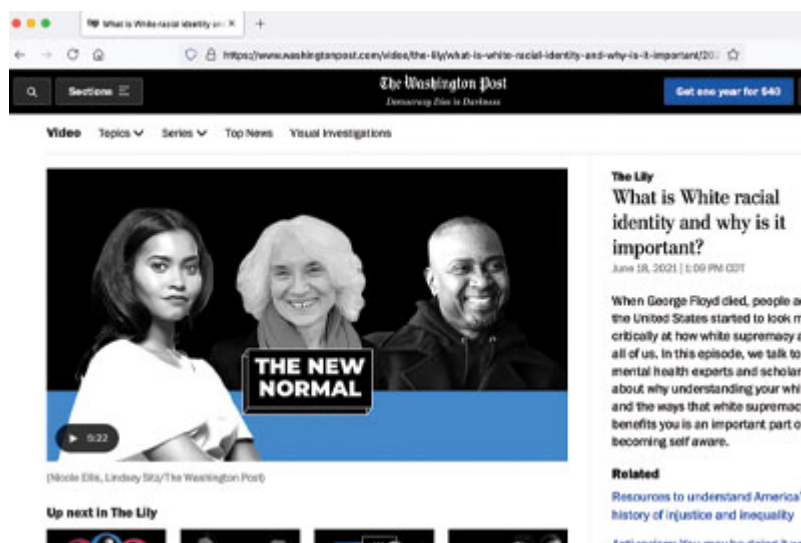 What is White racial identity an
https://www.washingtonpost.com/video/the-lily/what-is-white-racial-identity-and-why-is-it-important/202
Sections
The Washington Post
Democracy Dies in Darkness
Get one year for $40
Video Topics Series Top News Visual Investigations
THE NEW
NORMAL
5:22
(Nicole Ellis, Lindsey Sitz/The Washington Post)
Up next in The Lily
The Lily
What is White racial
identity and why is it
important?
June 18, 2021 | 1:09 PM CDT
When George Floyd died, people a
the United States started to look m
critically at how white supremacy a
all of us. In this episode, we talk to
mental health experts and scholar
about why understanding your whi
and the ways that white supremac
benefits you is an important part o
becoming self aware.
Related
Resources to understand America'
history of injustice and inequality